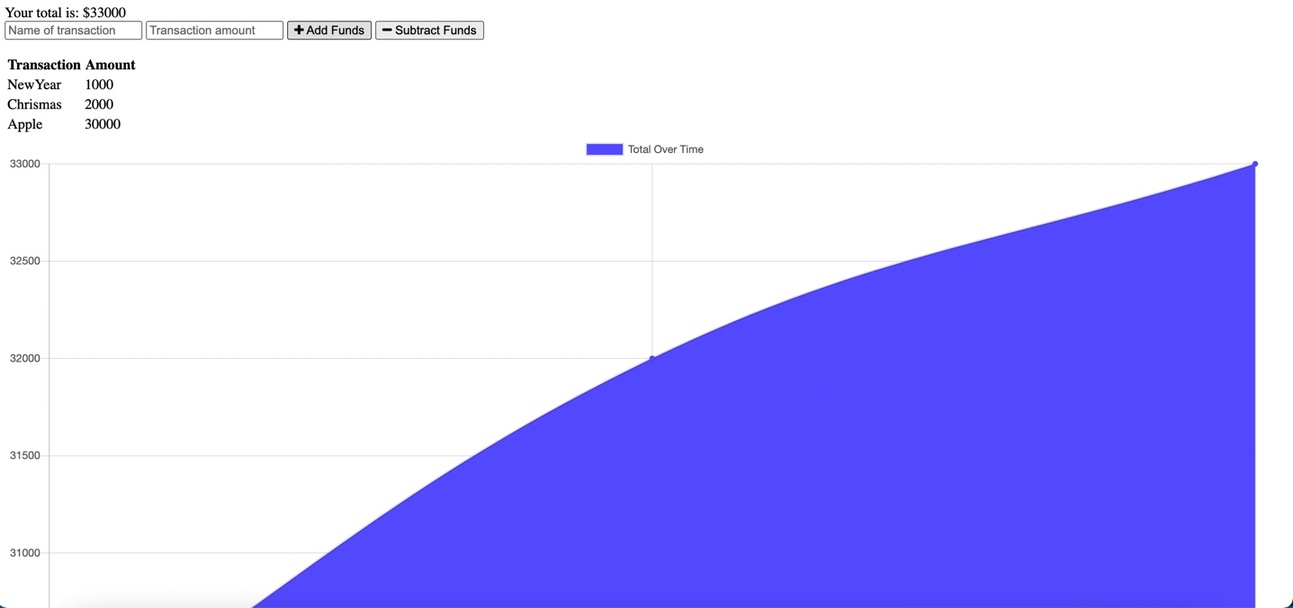 Your total is: $33000
Name of transaction Transaction amount + Add Funds − Subtract Funds
Transaction Amount
NewYear 1000
Chrismas 2000
Apple 30000
Total Over Time
33000
32500
32000
31500
31000